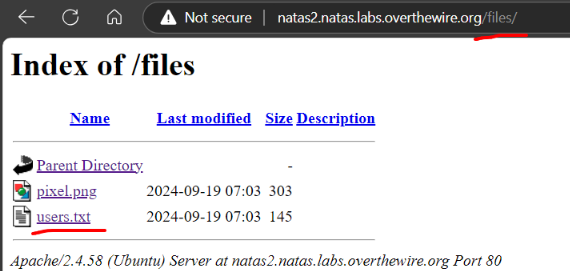 Not secure natas2.natas.labs.overthewire.org/files/
Index of /files
Name Last modified Size Description
Parent Directory -
pixel.png 2024-09-19 07:03 303
users.txt 2024-09-19 07:03 145
Apache/2.4.58 (Ubuntu) Server at natas2.natas.labs.overthewire.org Port 80